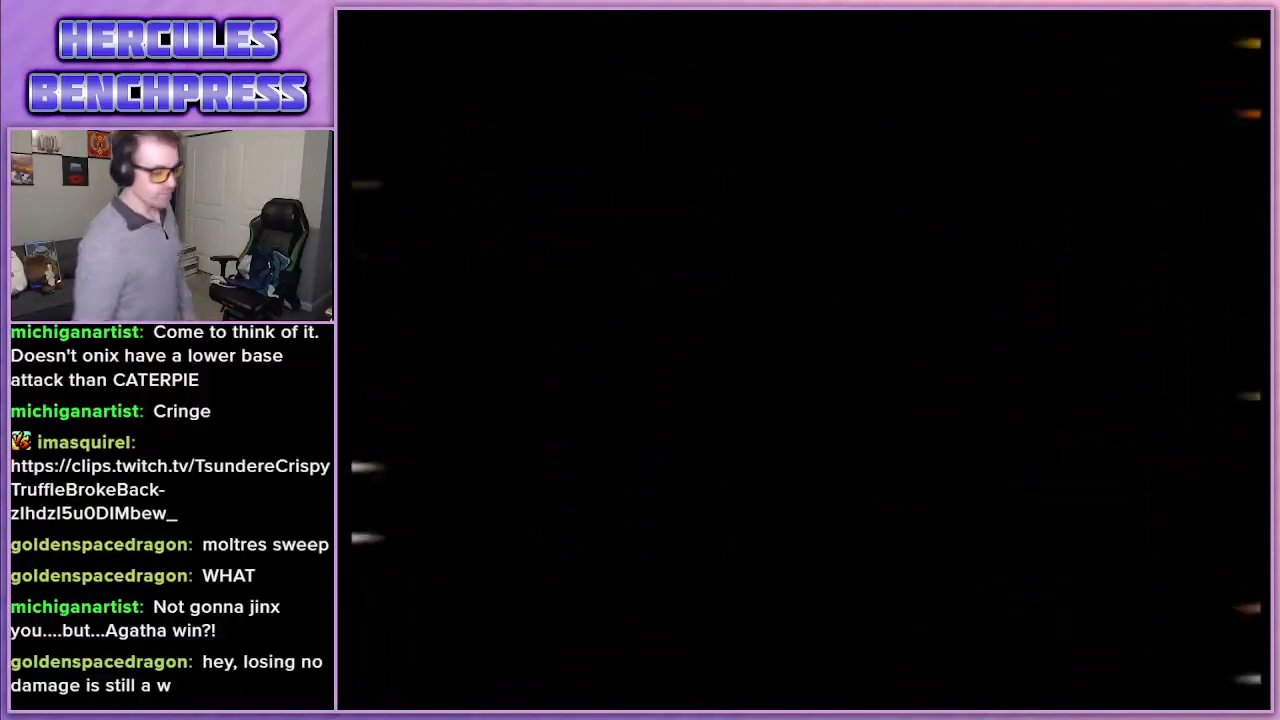 HERCULES
BENCHPRESS
michiganartist: Come to think of it.
Doesn't onix have a lower base
attack than CATERPIE
michiganartist: Cringe
imasquirel:
https://clips.twitch.tv/TsundereCrispy
TruffleBrokeBack-
zIhdzI5u0DIMbew_
goldenspacedragon: moltres sweep
goldenspacedragon: WHAT
michiganartist: Not gonna jinx
you....but...Agatha win?!
goldenspacedragon: hey, losing no
damage is still a w